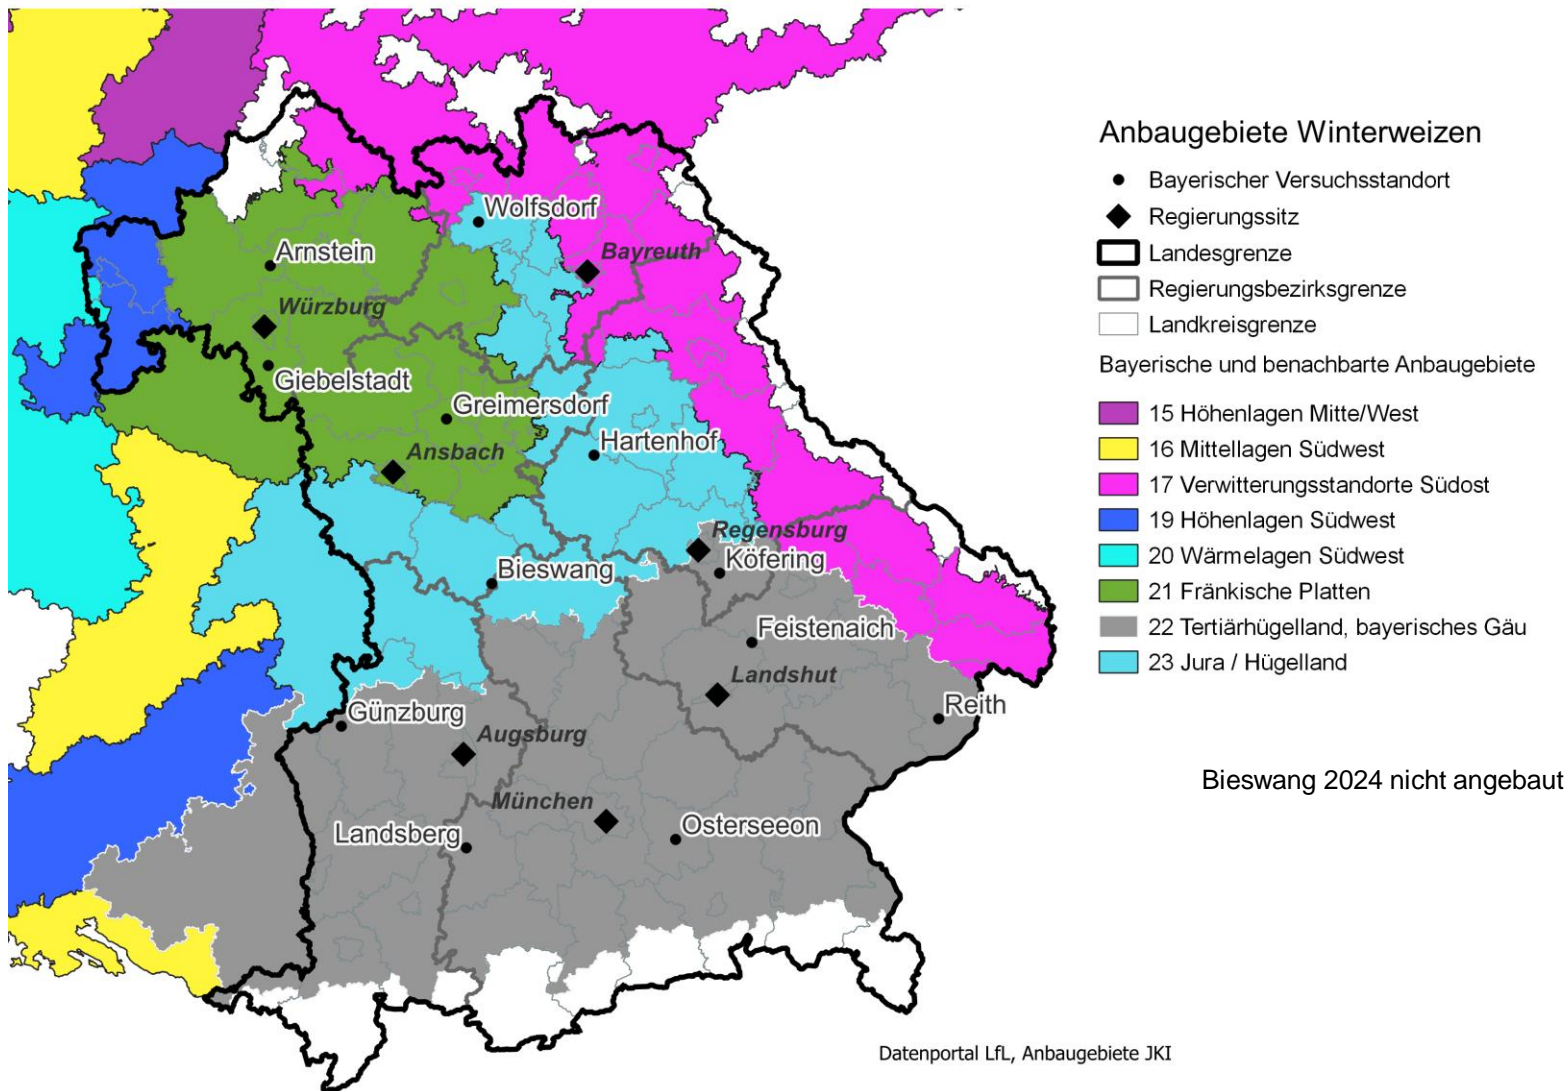 Wolfsdorf
Bayreuth
Arnstein
Würzburg
Giebelstadt
Greimersdorf
Ansbach
Hartenhof
Regensburg
Köfering
Bieswang
Feistenaich
Landshut
Reith
Günzburg
Augsburg
München
Landsberg
Osterseeon
Anbaugebiete Winterweizen
Bayerischer Versuchsstandort
Regierungssitz
Landesgrenze
Regierungsbezirksgrenze
Landkreisgrenze
Bayerische und benachbarte Anbaugebiete
15 Höhenlagen Mitte/West
16 Mittellagen Südwest
17 Verwitterungsstandorte Südost
19 Höhenlagen Südwest
20 Wärmelagen Südwest
21 Fränkische Platten
22 Tertiärhügelland, bayerisches Gäu
23 Jura / Hügelland
Bieswang 2024 nicht angebaut
Datenportal LfL, Anbaugebiete JKI